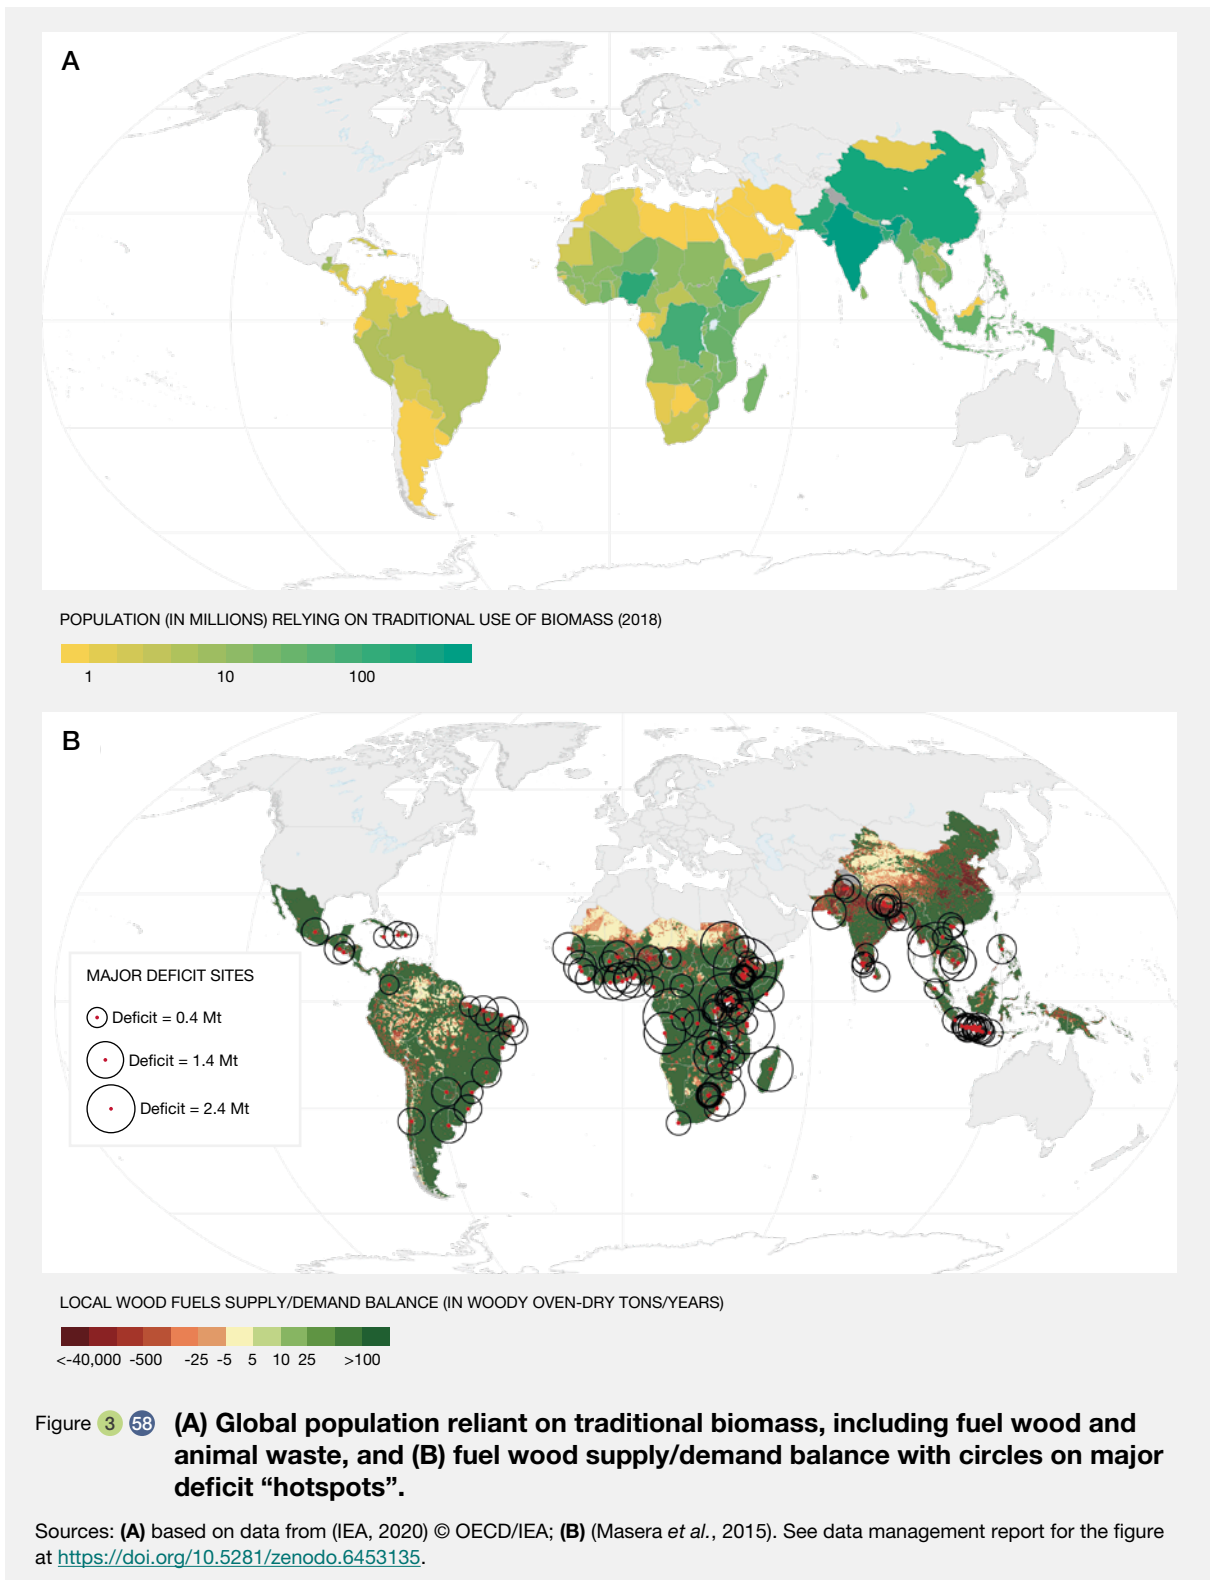 A
POPULATION (IN MILLIONS) RELYING ON TRADITIONAL USE OF BIOMASS (2018)
1 10 100
B
MAJOR DEFICIT SITES
Deficit = 0.4 Mt
Deficit = 1.4 Mt
Deficit = 2.4 Mt
LOCAL WOOD FUELS SUPPLY/DEMAND BALANCE (IN WOODY OVEN-DRY TONS/YEARS)
<-40,000 -500 -25 -5 5 10 25 >100
Figure 3 58 (A) Global population reliant on traditional biomass, including fuel wood and
animal waste, and (B) fuel wood supply/demand balance with circles on major
deficit “hotspots”.
Sources: (A) based on data from (IEA, 2020) © OECD/IEA; (B) (Masera et al., 2015). See data management report for the figure
at https://doi.org/10.5281/zenodo.6453135.